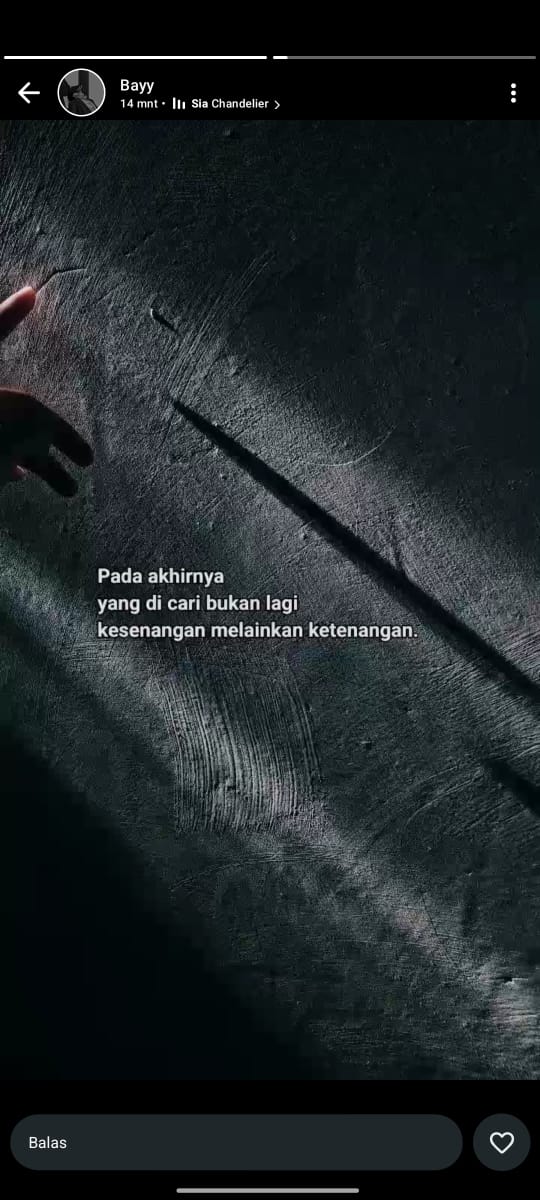 Bayy
14 mnt • Sia Chandelier >
Pada akhirnya
yang di cari bukan lagi
kesenangan melainkan ketenangan.
Balas